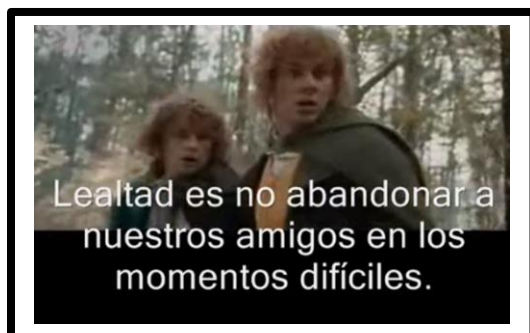 Lealtad es no abandonar a
nuestros amigos en los
momentos difíciles.